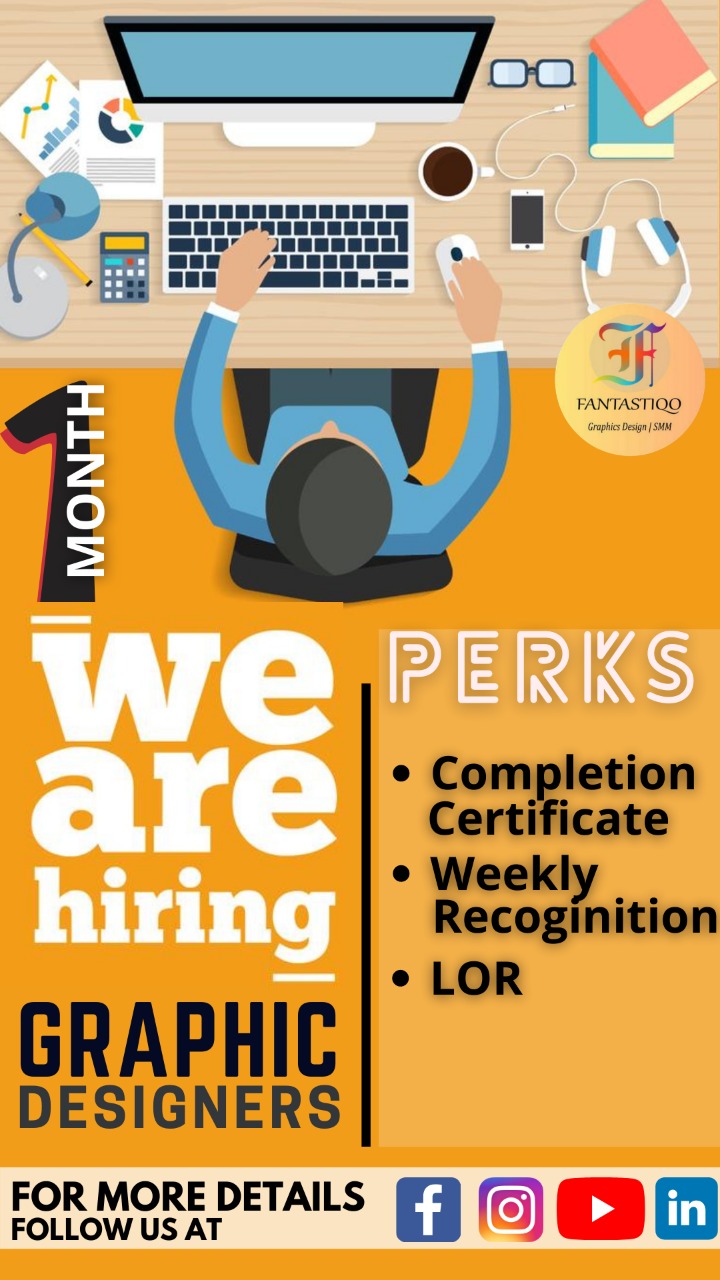 FANTASTIQO
Graphics Design | SMM
1
MONTH
we
are
hiring
GRAPHIC
DESIGNERS
PERKS
• Completion
Certificate
• Weekly
Recoginition
• LOR
FOR MORE DETAILS
FOLLOW US AT
f
in